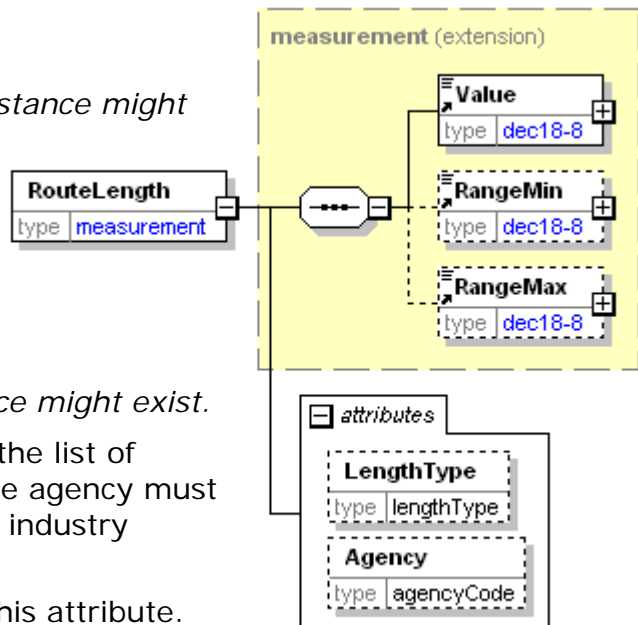 measurement (extension)
stance might
Value
type dec18-8
RouteLength
type measurement
RangeMin
type dec18-8
RangeMax
type dec18-8
ce might exist.
the list of
e agency must
industry
his attribute.
attributes
LengthType
type lengthType
Agency
type agencyCode